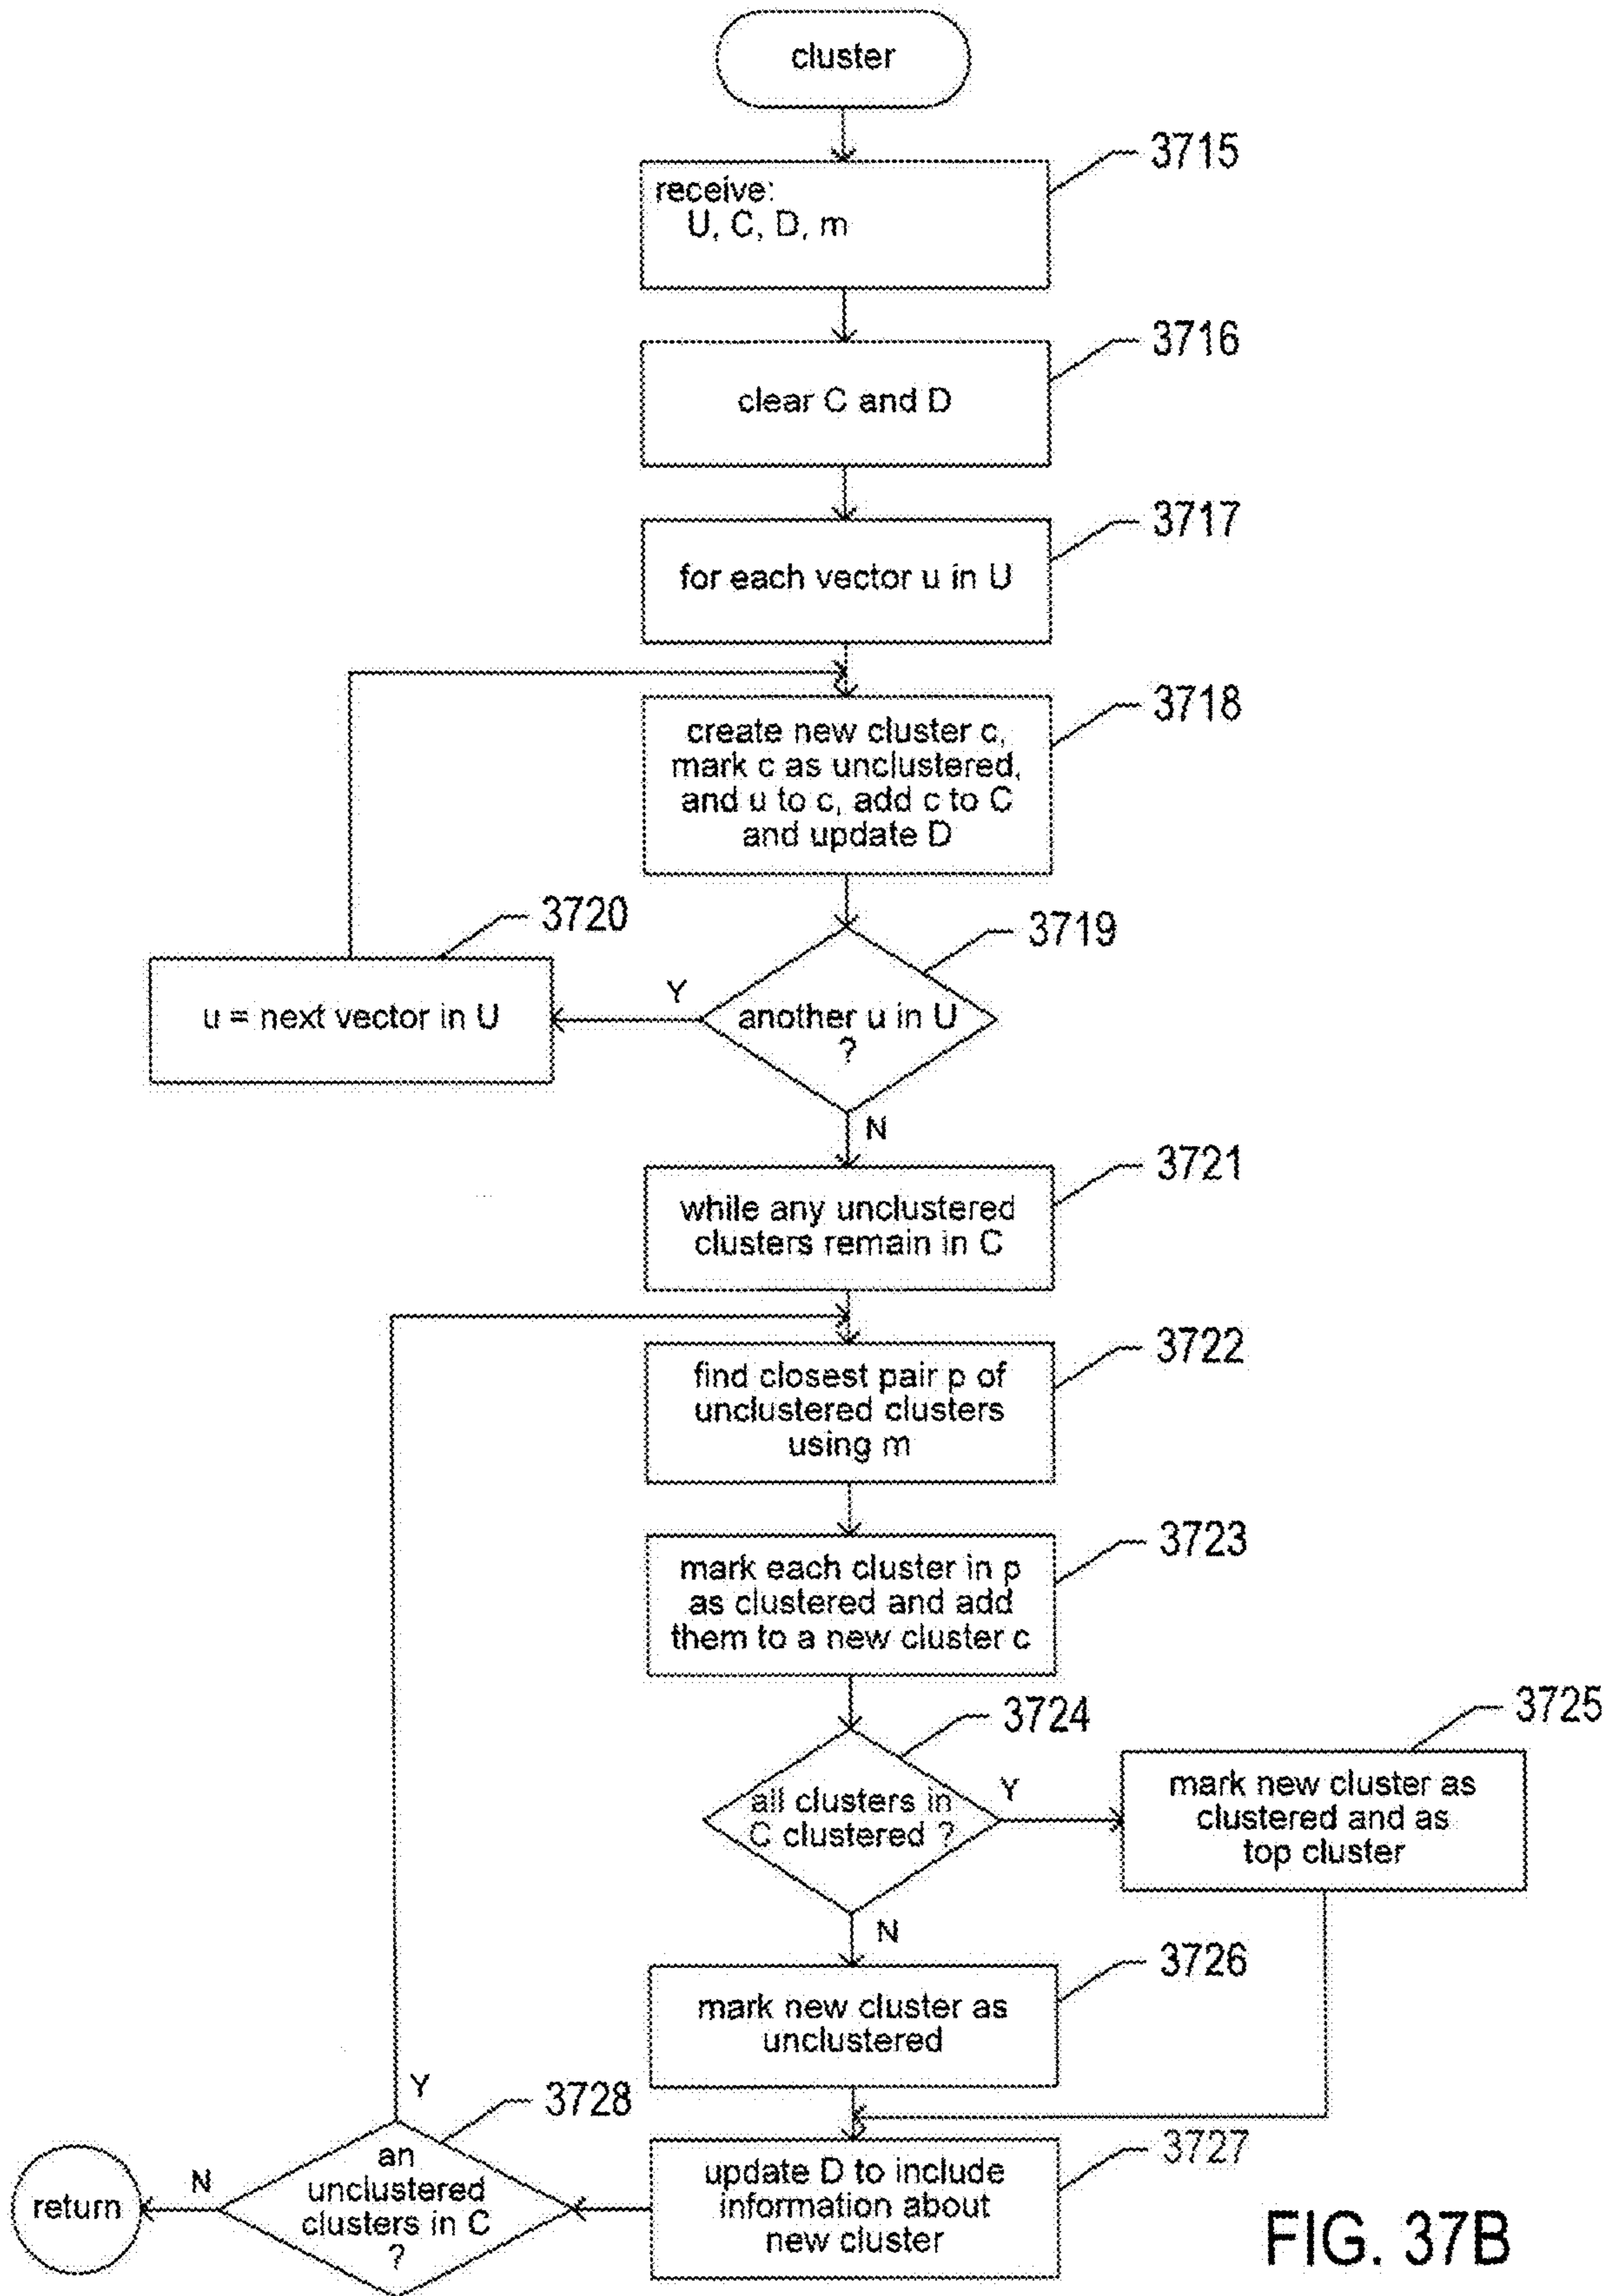 cluster
3715
receive:
U, C, D, m
3716
clear C and D
3717
for each vector u in U
3718
create new cluster c,
mark c as unclustered,
and u to c, add c to C
and update D
3720
3719
u = next vector in U
Y
another u in U
?
N
3721
while any unclustered
clusters remain in C
3722
find closest pair p of
unclustered clusters
using m
3723
mark each cluster in p
as clustered and add
them to a new cluster c
3724
3725
all clusters in
C clustered ?
Y
mark new cluster as
clustered and as
top cluster
N
3726
mark new cluster as
unclustered
Y
3728
3727
return
N
an
unclustered
clusters in C
?
update D to include
information about
new cluster
FIG. 37B